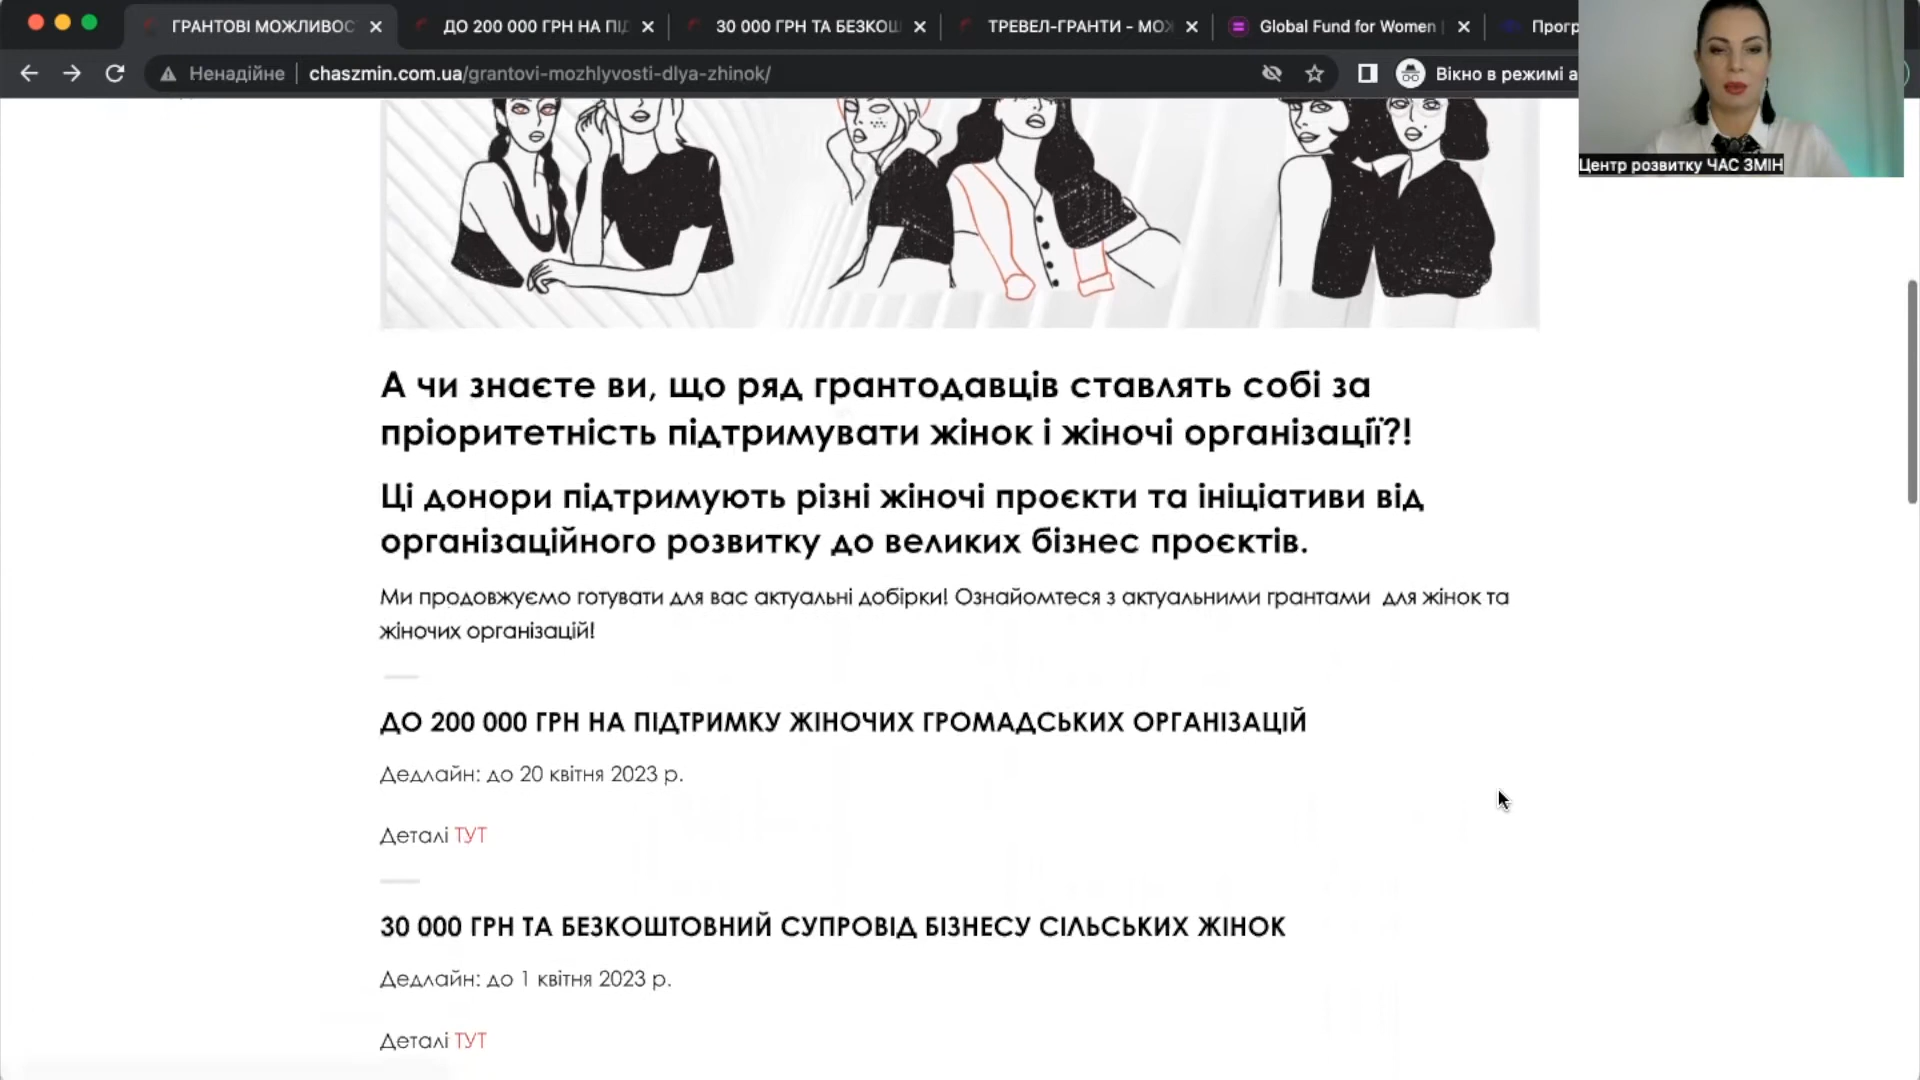 ГРАНТОВІ МОЖЛИВОС
ДО 200 000 ГРН НА ПІД
30 000 ГРН ТА БЕЗКОШ
ТРЕВЕЛ-ГРАНТИ - МОЖ
Global Fund for Women |
Прогр
Ненадійне
chaszmin.com.ua/grantovi-mozhlyvosti-dlya-zhinok/
Вікно в режимі а
Центр розвитку ЧАС ЗМІН
А чи знаєте ви, що ряд грантодавців ставлять собі за
пріоритетність підтримувати жінок і жіночі організації?!
Ці донори підтримують різні жіночі проєкти та ініціативи від
організаційного розвитку до великих бізнес проєктів.
Ми продовжуємо готувати для вас актуальні добірки! Ознайомтеся з актуальними грантами для жінок та
жіночих організацій!
ДО 200 000 ГРН НА ПІДТРИМКУ ЖІНОЧИХ ГРОМАДСЬКИХ ОРГАНІЗАЦІЙ
Дедлайн: до 20 квітня 2023 р.
Деталі ТУТ
30 000 ГРН ТА БЕЗКОШТОВНИЙ СУПРОВІД БІЗНЕСУ СІЛЬСЬКИХ ЖІНОК
Дедлайн: до 1 квітня 2023 р.
Деталі ТУТ